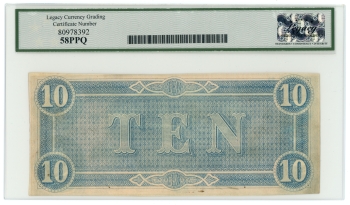 Legacy Currency Grading
Certificate Number
80978392
58PPQ
10 10
TEN
10 10